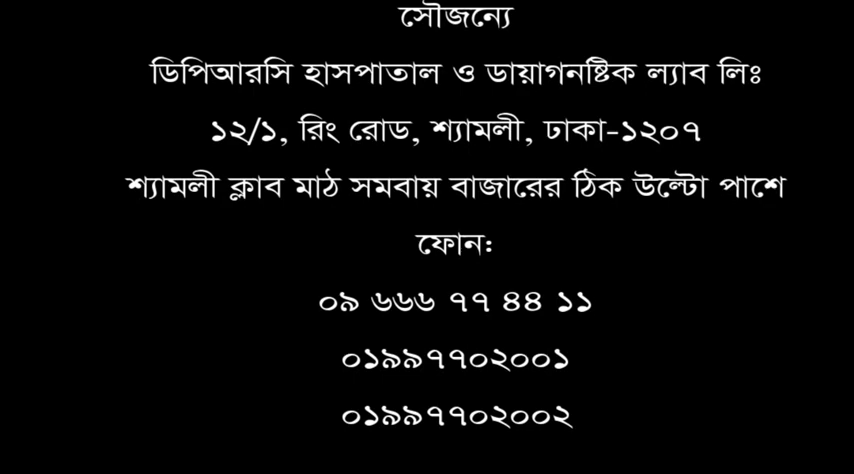 সৌজন্যে
ডিপিআরসি হাসপাতাল ও ডায়াগনষ্টিক ল্যাব লিঃ
১২/১, রিং রোড, শ্যামলী, ঢাকা-১২০৭
শ্যামলী ক্লাব মাঠ সমবায় বাজারের ঠিক উল্টো পাশে
ফোন:
০৯ ৬৬৬ ৭৭ ৪৪ ১১
০১৯৯৭৭০২০০১
০১৯৯৭৭০২০০২